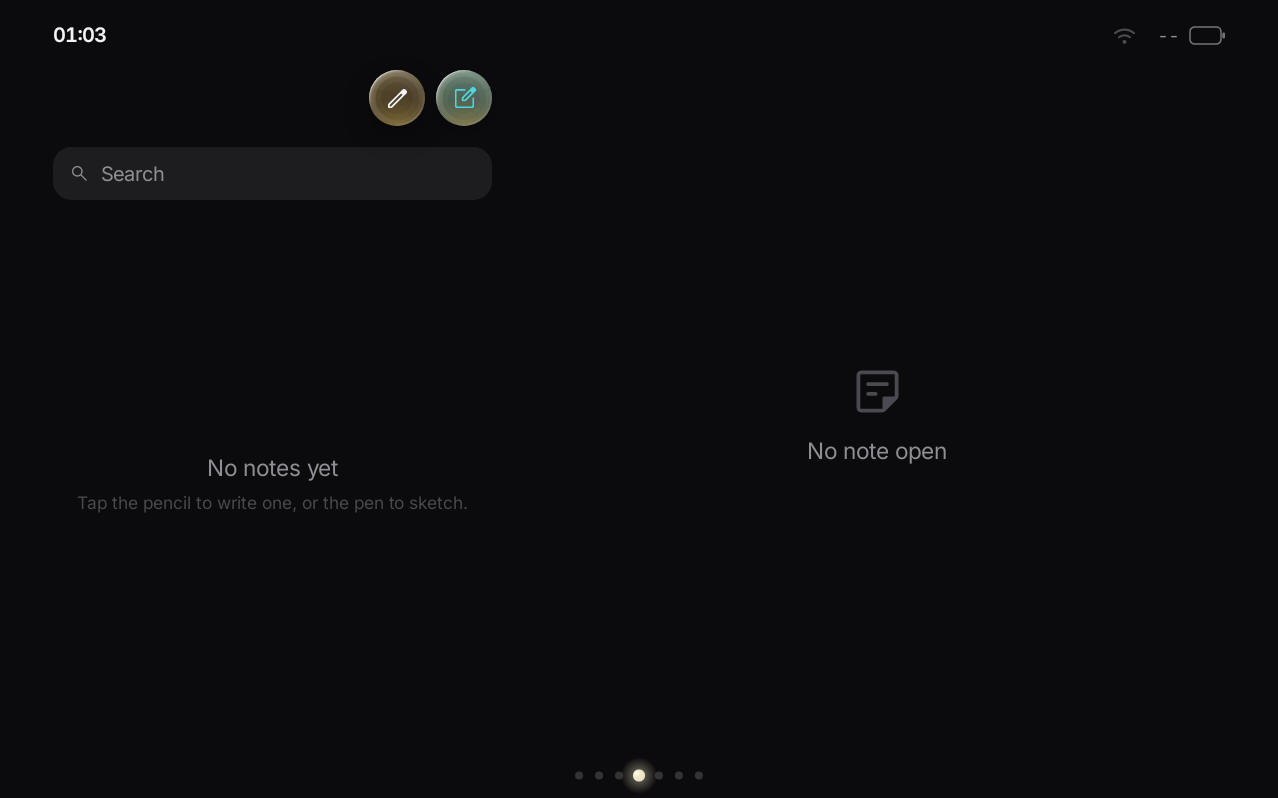 01:03
--
Search
No notes yet
Tap the pencil to write one, or the pen to sketch.
No note open